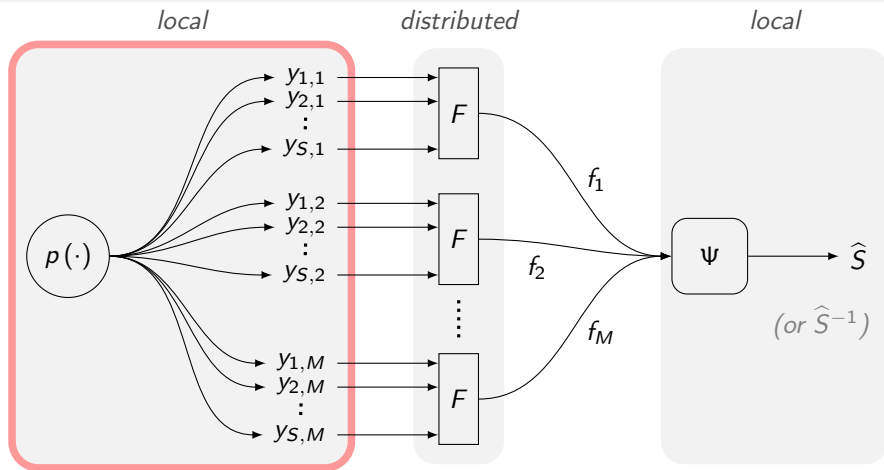 local distributed local
y1,1
y2,1
⋮
yS,1
F
f1
y1,2
y2,2
⋮
yS,2
F
f2
p(·)
Ψ
Ŝ
(or Ŝ⁻¹)
y1,M
y2,M
⋮
yS,M
F
fM